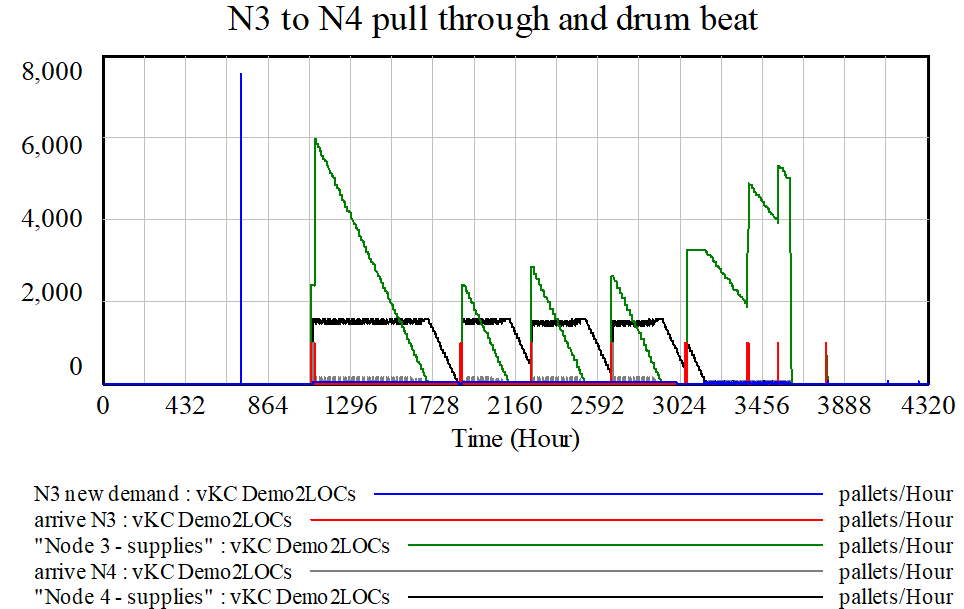 N3 to N4 pull through and drum beat
8,000
6,000
4,000
2,000
0
0 432 864 1296 1728 2160 2592 3024 3456 3888 4320
Time (Hour)
N3 new demand : vKC Demo2LOCs pallets/Hour
arrive N3 : vKC Demo2LOCs pallets/Hour
"Node 3 - supplies" : vKC Demo2LOCs pallets/Hour
arrive N4 : vKC Demo2LOCs pallets/Hour
"Node 4 - supplies" : vKC Demo2LOCs pallets/Hour